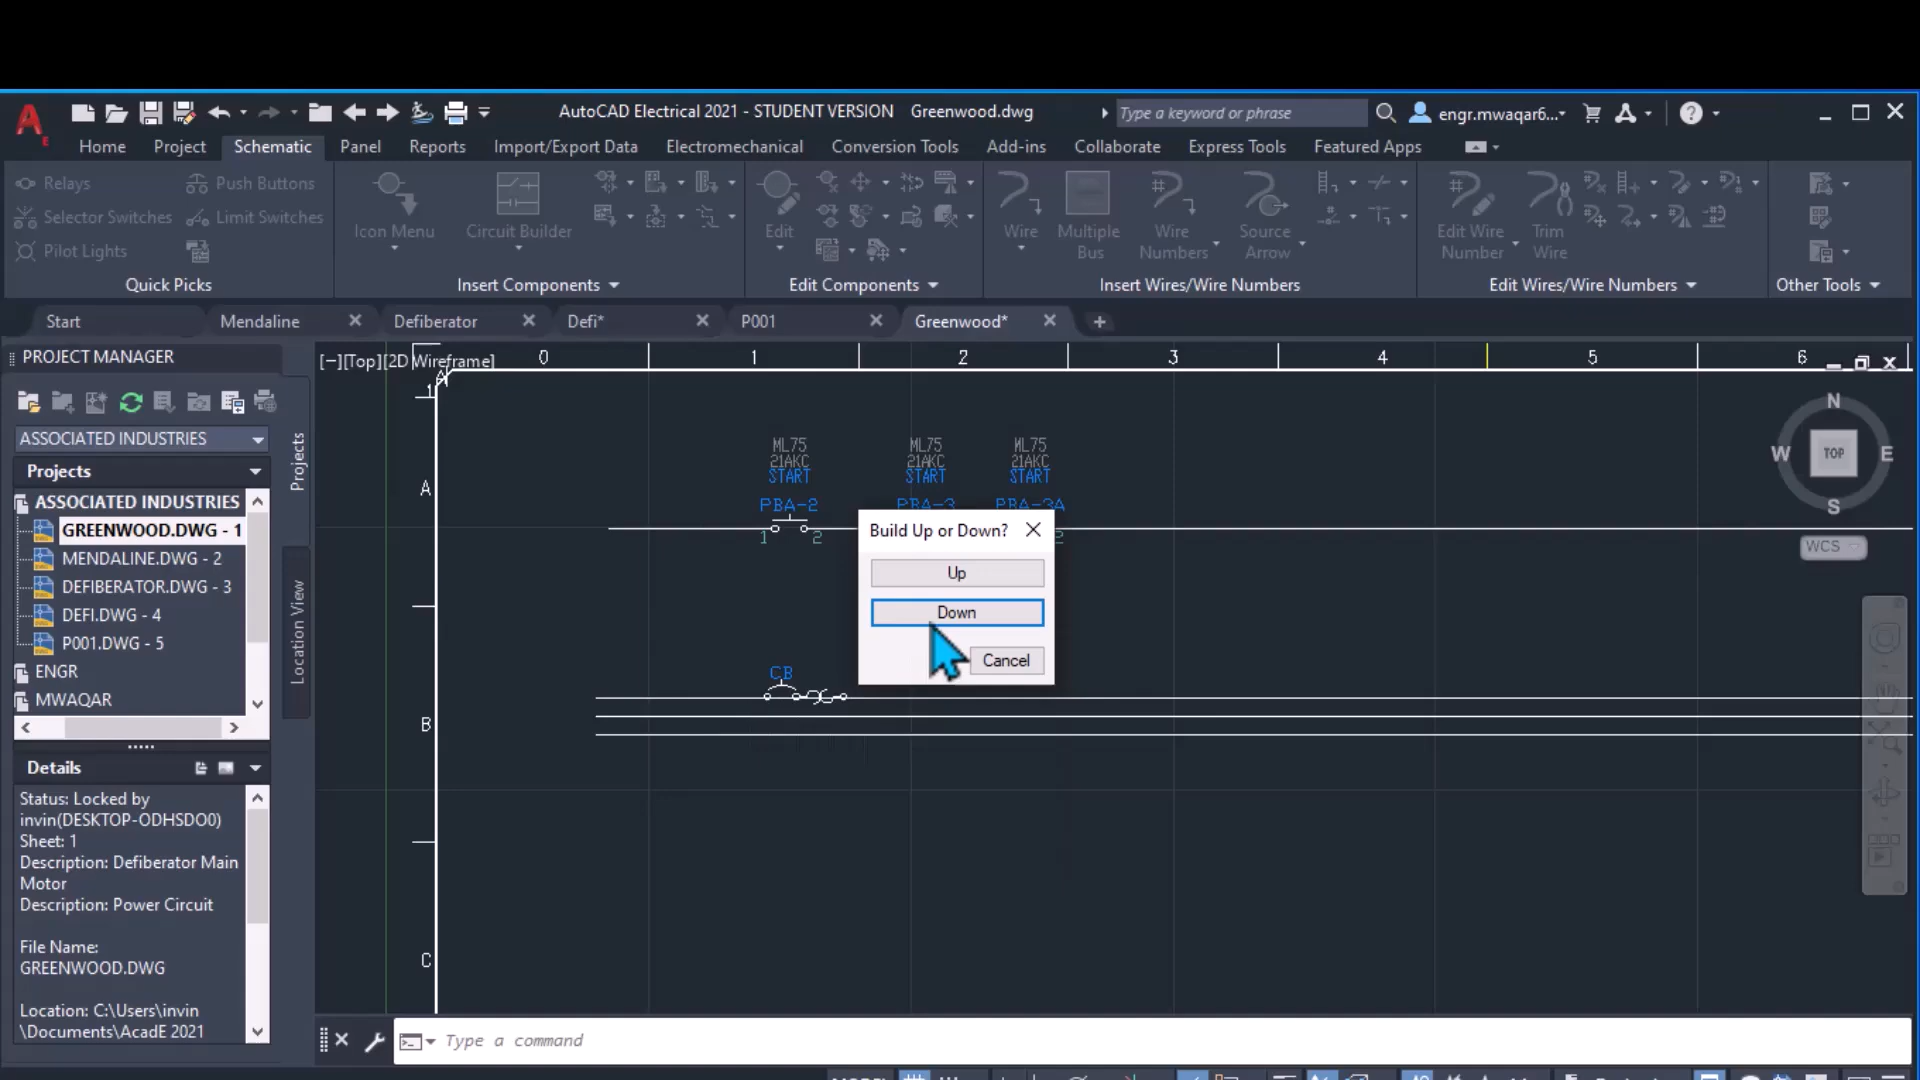 AutoCAD Electrical 2021 - STUDENT VERSION Greenwood.dwg
Type a keyword or phrase
engr.mwaqar6...
Home Project Schematic Panel Reports Import/Export Data Electromechanical Conversion Tools Add-ins Collaborate Express Tools Featured Apps
Relays Push Buttons
Selector Switches Limit Switches
Pilot Lights
Quick Picks
Icon Menu
Circuit Builder
Insert Components
Edit
Edit Components
Wire
Multiple Bus
Wire Numbers
Source Arrow
Insert Wires/Wire Numbers
Edit Wire Number
Trim Wire
Edit Wires/Wire Numbers
Other Tools
Start Mendaline Defiberator Defi* P001 Greenwood*
PROJECT MANAGER
ASSOCIATED INDUSTRIES
Projects
ASSOCIATED INDUSTRIES
GREENWOOD.DWG - 1
MENDALINE.DWG - 2
DEFIBERATOR.DWG - 3
DEFI.DWG - 4
P001.DWG - 5
ENGR
MWAQAR
Projects
Location View
Details
Status: Locked by
invin(DESKTOP-ODHSDO0)
Sheet: 1
Description: Defiberator Main
Motor
Description: Power Circuit
File Name:
GREENWOOD.DWG
Location: C:\Users\invin
\Documents\AcadE 2021
[−][Top][2D Wireframe]
0 1 2 3 4 5 6
1
A
B
C
ML75 ML75 ML75
21AKC 21AKC 21AKC
START START START
PBA-2 PBA-3 PBA-3A
1 2 2
CB
Build Up or Down?
Up
Down
Cancel
N
W TOP E
S
WCS
Type a command